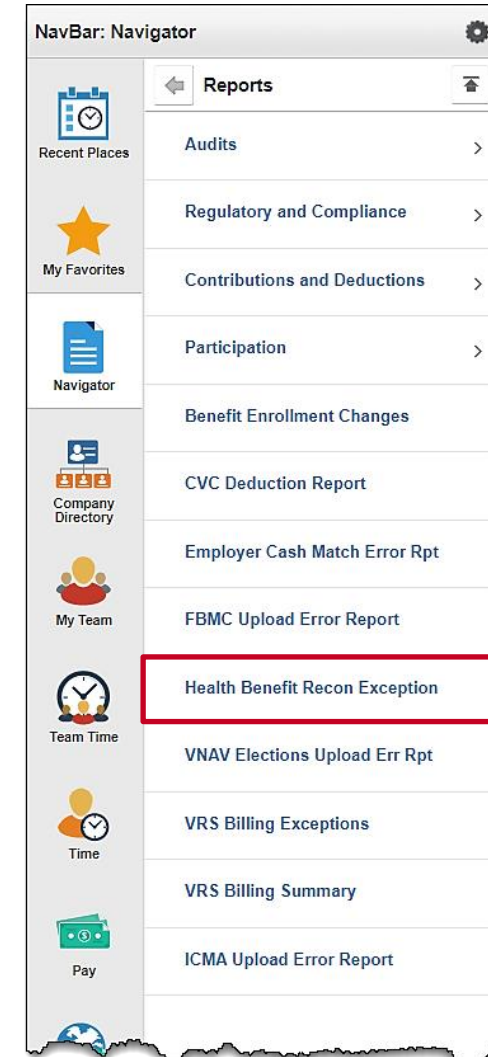 NavBar: Navigator
Recent Places
My Favorites
Navigator
Company
Directory
My Team
Team Time
Time
Pay
Reports
Audits
Regulatory and Compliance
Contributions and Deductions
Participation
Benefit Enrollment Changes
CVC Deduction Report
Employer Cash Match Error Rpt
FBMC Upload Error Report
Health Benefit Recon Exception
VNAV Elections Upload Err Rpt
VRS Billing Exceptions
VRS Billing Summary
ICMA Upload Error Report